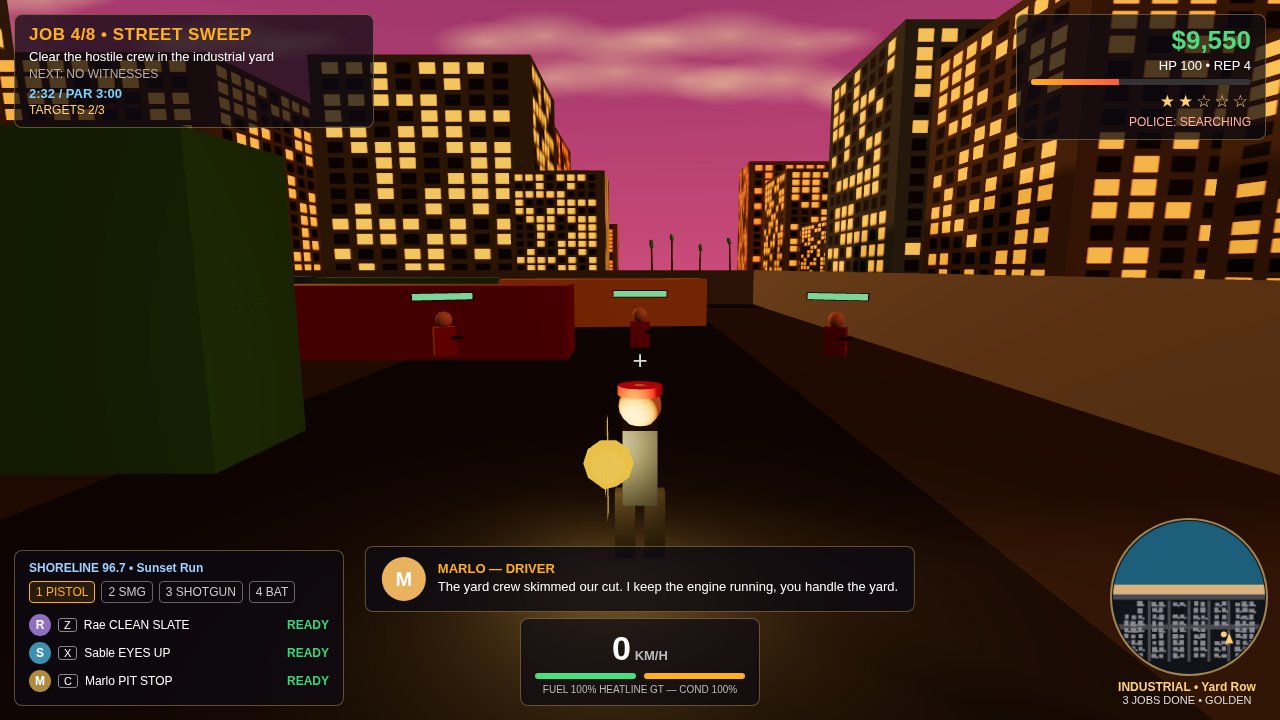 JOB 4/8 • STREET SWEEP
Clear the hostile crew in the industrial yard
NEXT: NO WITNESSES
2:32 / PAR 3:00
TARGETS 2/3
$9,550
HP 100 • REP 4
★★☆☆☆
POLICE: SEARCHING
SHORELINE 96.7 • Sunset Run
1 PISTOL 2 SMG 3 SHOTGUN 4 BAT
R Z Rae CLEAN SLATE READY
S X Sable EYES UP READY
M C Marlo PIT STOP READY
M
MARLO — DRIVER
The yard crew skimmed our cut. I keep the engine running, you handle the yard.
0 KM/H
FUEL 100% HEATLINE GT — COND 100%
INDUSTRIAL • Yard Row
3 JOBS DONE • GOLDEN